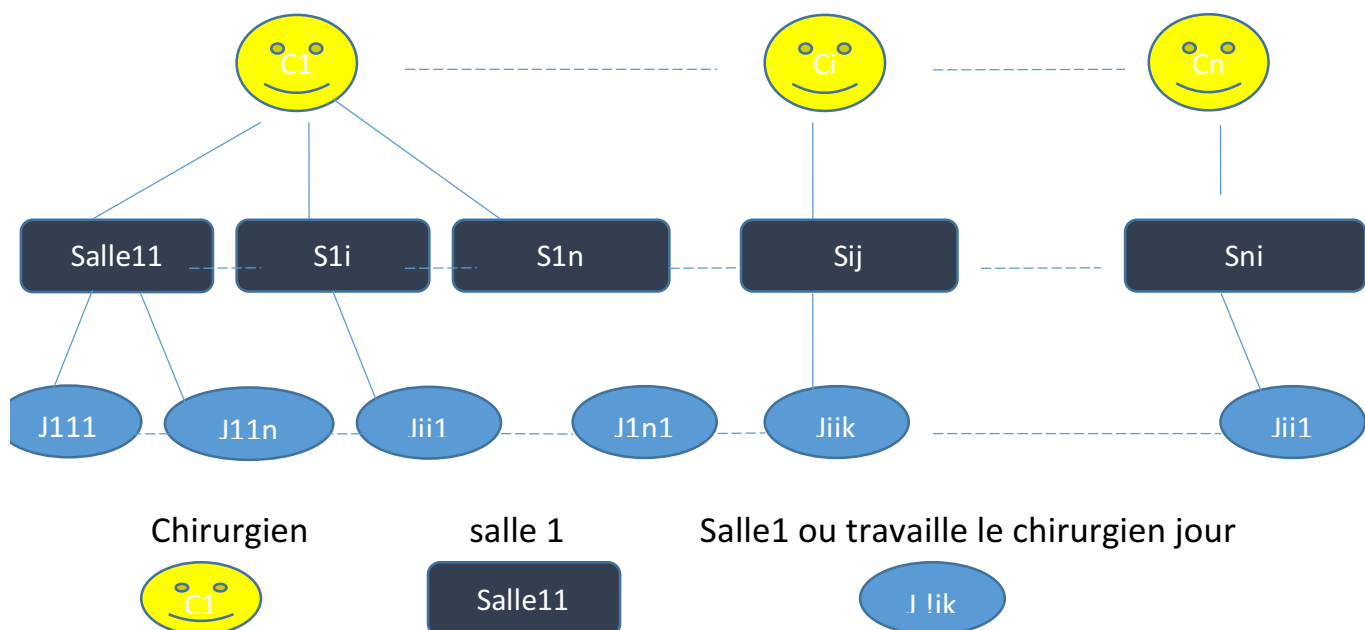 C1 Ci Cn
Salle11 S1i S1n Sij Sni
J111 J11n Jii1 J1n1 Jiik Jii1
Chirurgien salle 1 Salle1 ou travaille le chirurgien jour
C1 Salle11